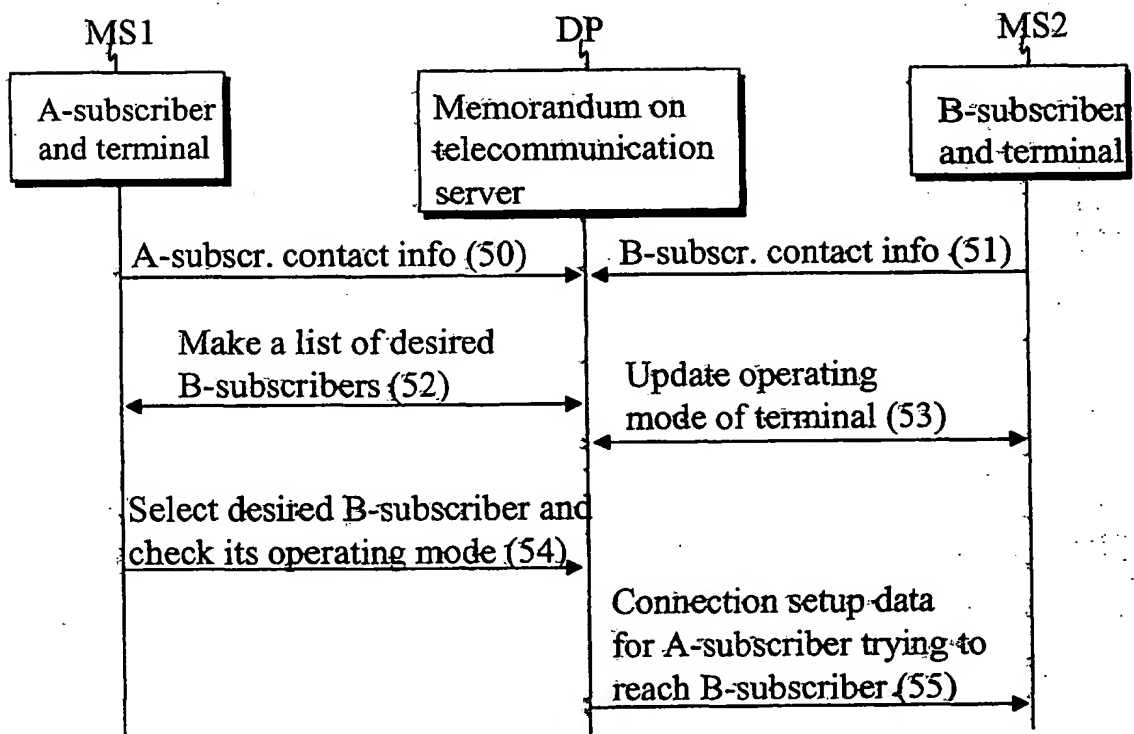 MS1
DP
MS2
A-subscriber
and terminal
Memorandum on
telecommunication
server
B-subscriber
and terminal
A-subscr. contact info (50)
B-subscr. contact info (51)
Make a list of desired
B-subscribers (52)
Update operating
mode of terminal (53)
Select desired B-subscriber and
check its operating mode (54)
Connection setup data
for A-subscriber trying to
reach B-subscriber (55)